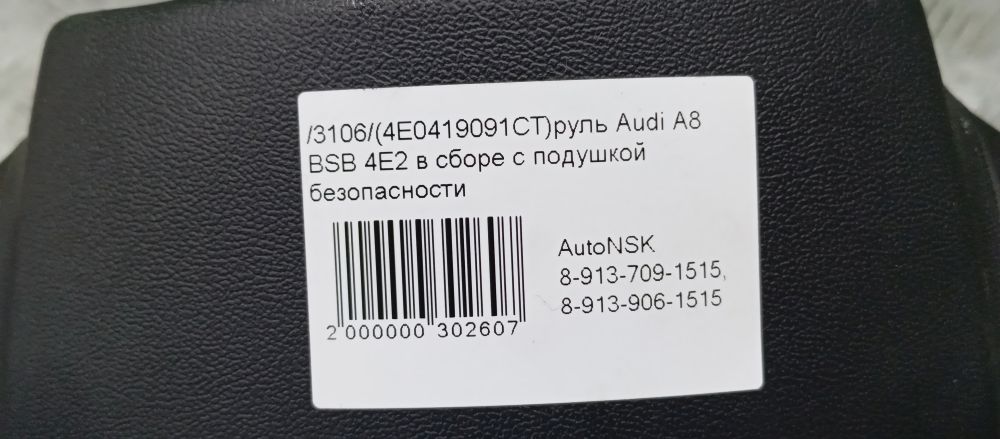 /3106/(4E0419091CT)руль Audi A8
BSB 4E2 в сборе с подушкой
безопасности
AutoNSK
8-913-709-1515,
8-913-906-1515
2 000000 302607